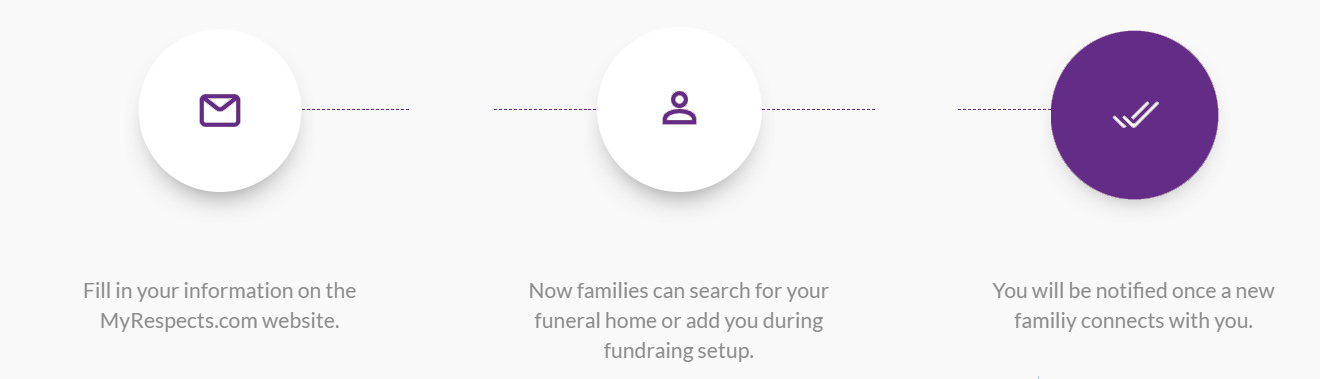 Fill in your information on the
MyRespects.com website.
Now families can search for your
funeral home or add you during
fundraing setup.
You will be notified once a new
familiy connects with you.